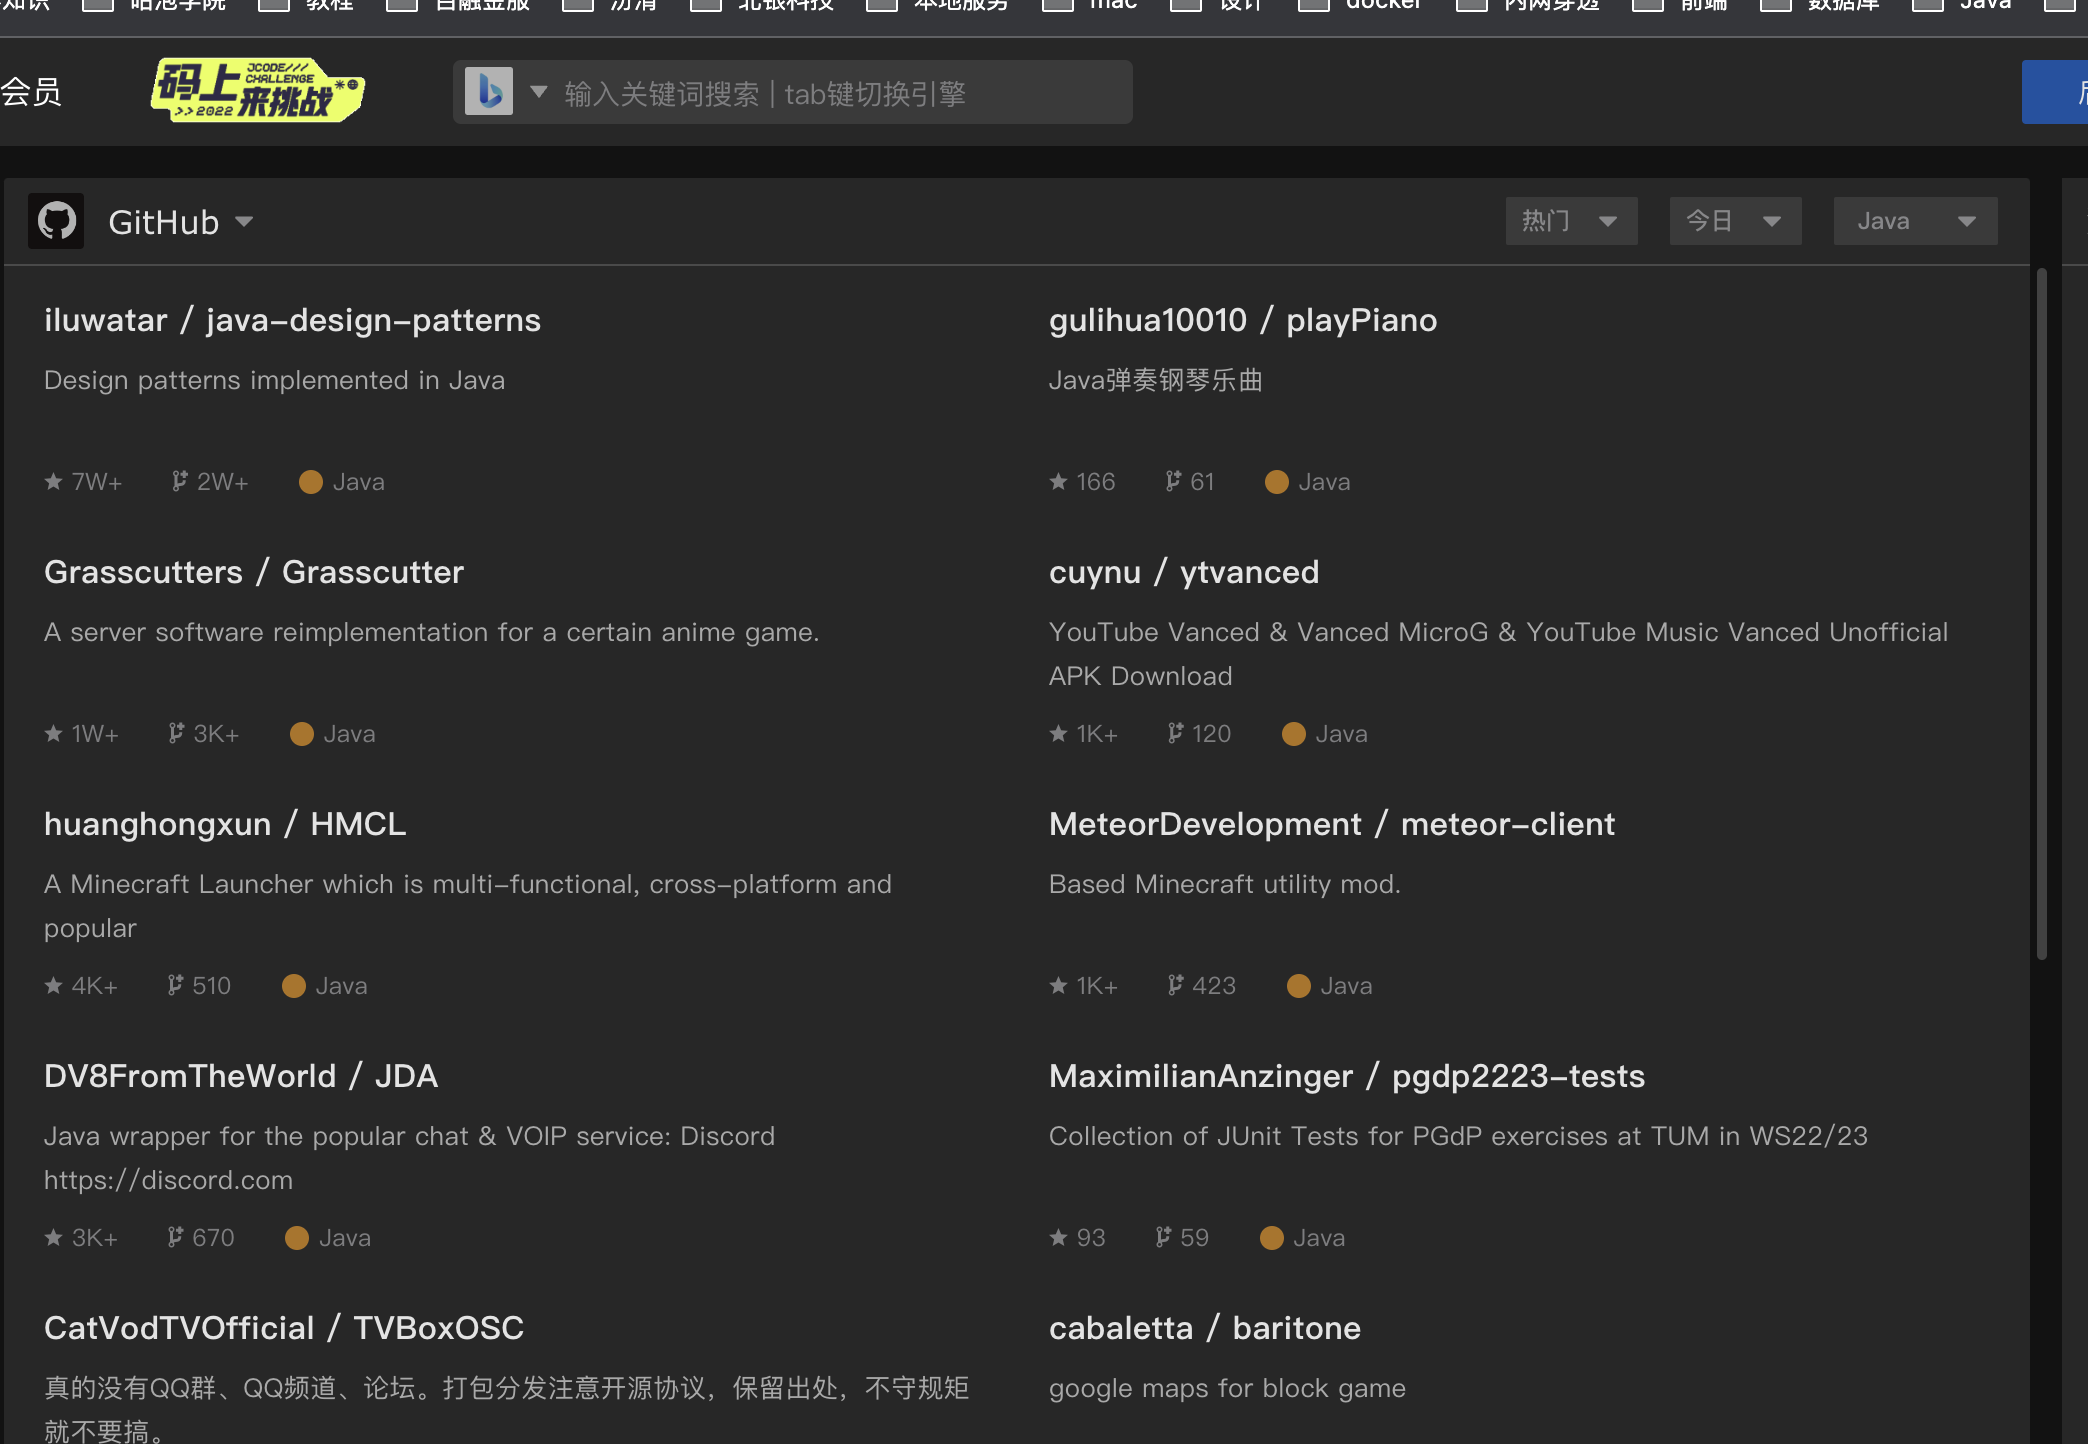 知识 咕泡学院 教程 百融金服 汾清 北银科技 本地服务 mac 设计 docker 内网穿透 前端 数据库 Java
会员
码上 JCODE///
CHALLENGE
>>2022 来挑战
输入关键词搜索 | tab键切换引擎
GitHub
热门 今日 Java
iluwatar / java-design-patterns
Design patterns implemented in Java
7W+ 2W+ Java
gulihua10010 / playPiano
Java弹奏钢琴乐曲
166 61 Java
Grasscutters / Grasscutter
A server software reimplementation for a certain anime game.
1W+ 3K+ Java
cuynu / ytvanced
YouTube Vanced & Vanced MicroG & YouTube Music Vanced Unofficial
APK Download
1K+ 120 Java
huanghongxun / HMCL
A Minecraft Launcher which is multi-functional, cross-platform and
popular
4K+ 510 Java
MeteorDevelopment / meteor-client
Based Minecraft utility mod.
1K+ 423 Java
DV8FromTheWorld / JDA
Java wrapper for the popular chat & VOIP service: Discord
https://discord.com
3K+ 670 Java
MaximilianAnzinger / pgdp2223-tests
Collection of JUnit Tests for PGdP exercises at TUM in WS22/23
93 59 Java
CatVodTVOfficial / TVBoxOSC
真的没有QQ群、QQ频道、论坛。打包分发注意开源协议，保留出处，不守规矩
就不要搞。
cabaletta / baritone
google maps for block game